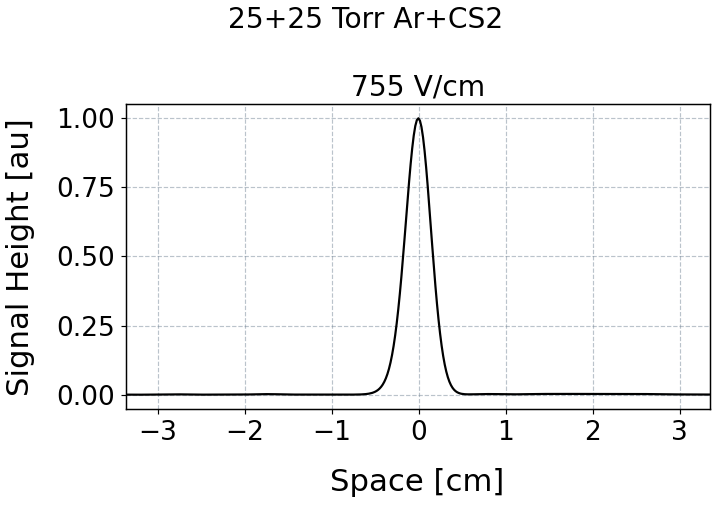 25+25 Torr Ar+CS2
755 V/cm
Signal Height [au]
1.00
0.75
0.50
0.25
0.00
−3 −2 −1 0 1 2 3
Space [cm]